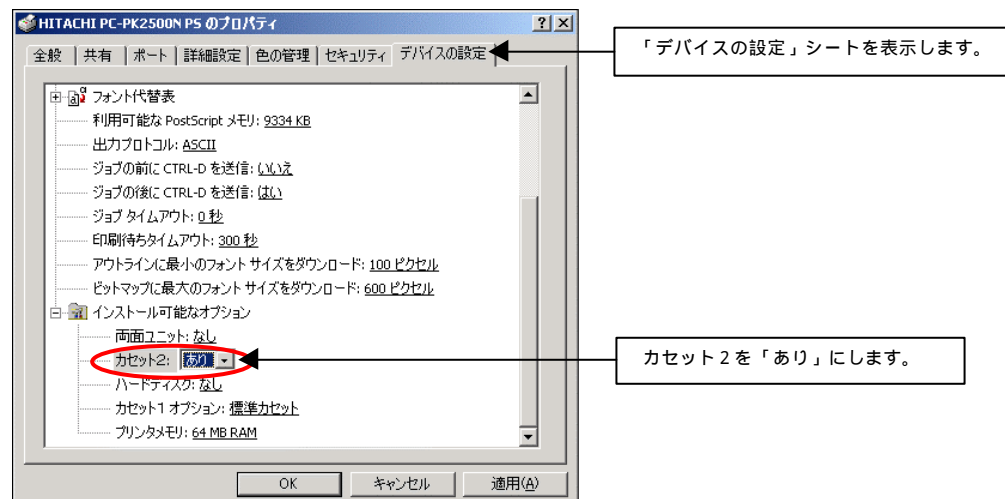 HITACHI PC-PK2500N PS のプロパティ
全般 共有 ポート 詳細設定 色の管理 セキュリティ デバイスの設定
「デバイスの設定」シートを表示します。
フォント代替表
利用可能な PostScript メモリ: 9334 KB
出力プロトコル: ASCII
ジョブの前に CTRL-D を送信: いいえ
ジョブの後に CTRL-D を送信: はい
ジョブ タイムアウト: 0 秒
印刷待ちタイムアウト: 300 秒
アウトラインに最小のフォント サイズをダウンロード: 100 ピクセル
ビットマップに最大のフォント サイズをダウンロード: 600 ピクセル
インストール可能なオプション
両面ユニット: なし
カセット2: あり
カセット2を「あり」にします。
ハードディスク: なし
カセット1 オプション: 標準カセット
プリンタメモリ: 64 MB RAM
OK キャンセル 適用(A)